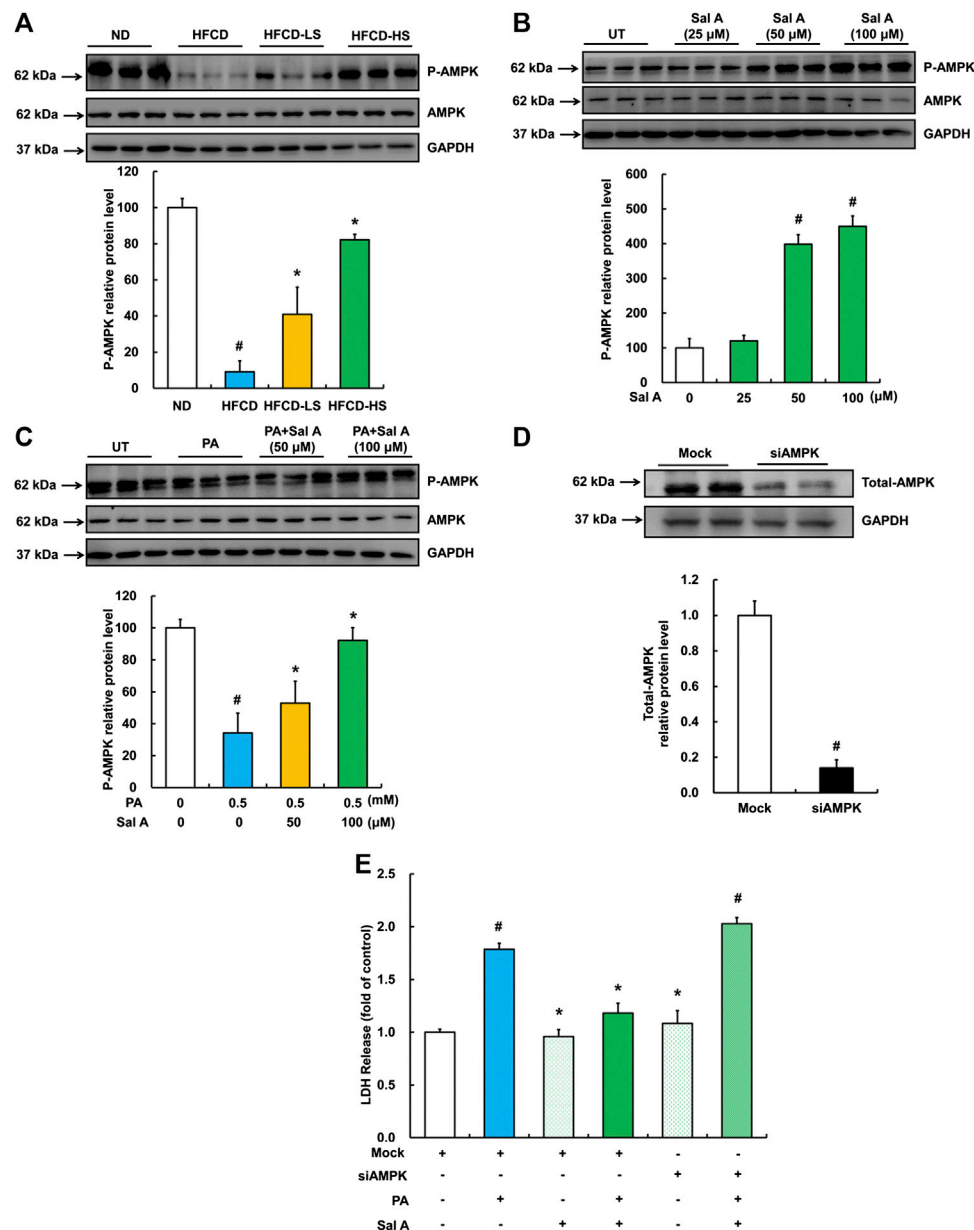 A
ND HFCD HFCD-LS HFCD-HS
62 kDa P-AMPK
62 kDa AMPK
37 kDa GAPDH
P-AMPK relative protein level
120
100
80
60
40
20
0
#
*
*
ND HFCD HFCD-LS HFCD-HS
B
UT Sal A (25 µM) Sal A (50 µM) Sal A (100 µM)
62 kDa P-AMPK
62 kDa AMPK
37 kDa GAPDH
P-AMPK relative protein level
600
500
400
300
200
100
0
#
#
Sal A 0 25 50 100 (µM)
C
UT PA PA+Sal A (50 µM) PA+Sal A (100 µM)
62 kDa P-AMPK
62 kDa AMPK
37 kDa GAPDH
P-AMPK relative protein level
120
100
80
60
40
20
0
#
*
*
PA 0 0.5 0.5 0.5 (mM)
Sal A 0 0 50 100 (µM)
D
Mock siAMPK
62 kDa Total-AMPK
37 kDa GAPDH
Total-AMPK
relative protein level
1.2
1.0
0.8
0.6
0.4
0.2
0.0
#
Mock siAMPK
E
LDH Release (fold of control)
2.5
2.0
1.5
1.0
0.5
0.0
#
*
*
*
#
Mock + + + + - -
siAMPK - - - - + +
PA - + - + - +
Sal A - - + + - +